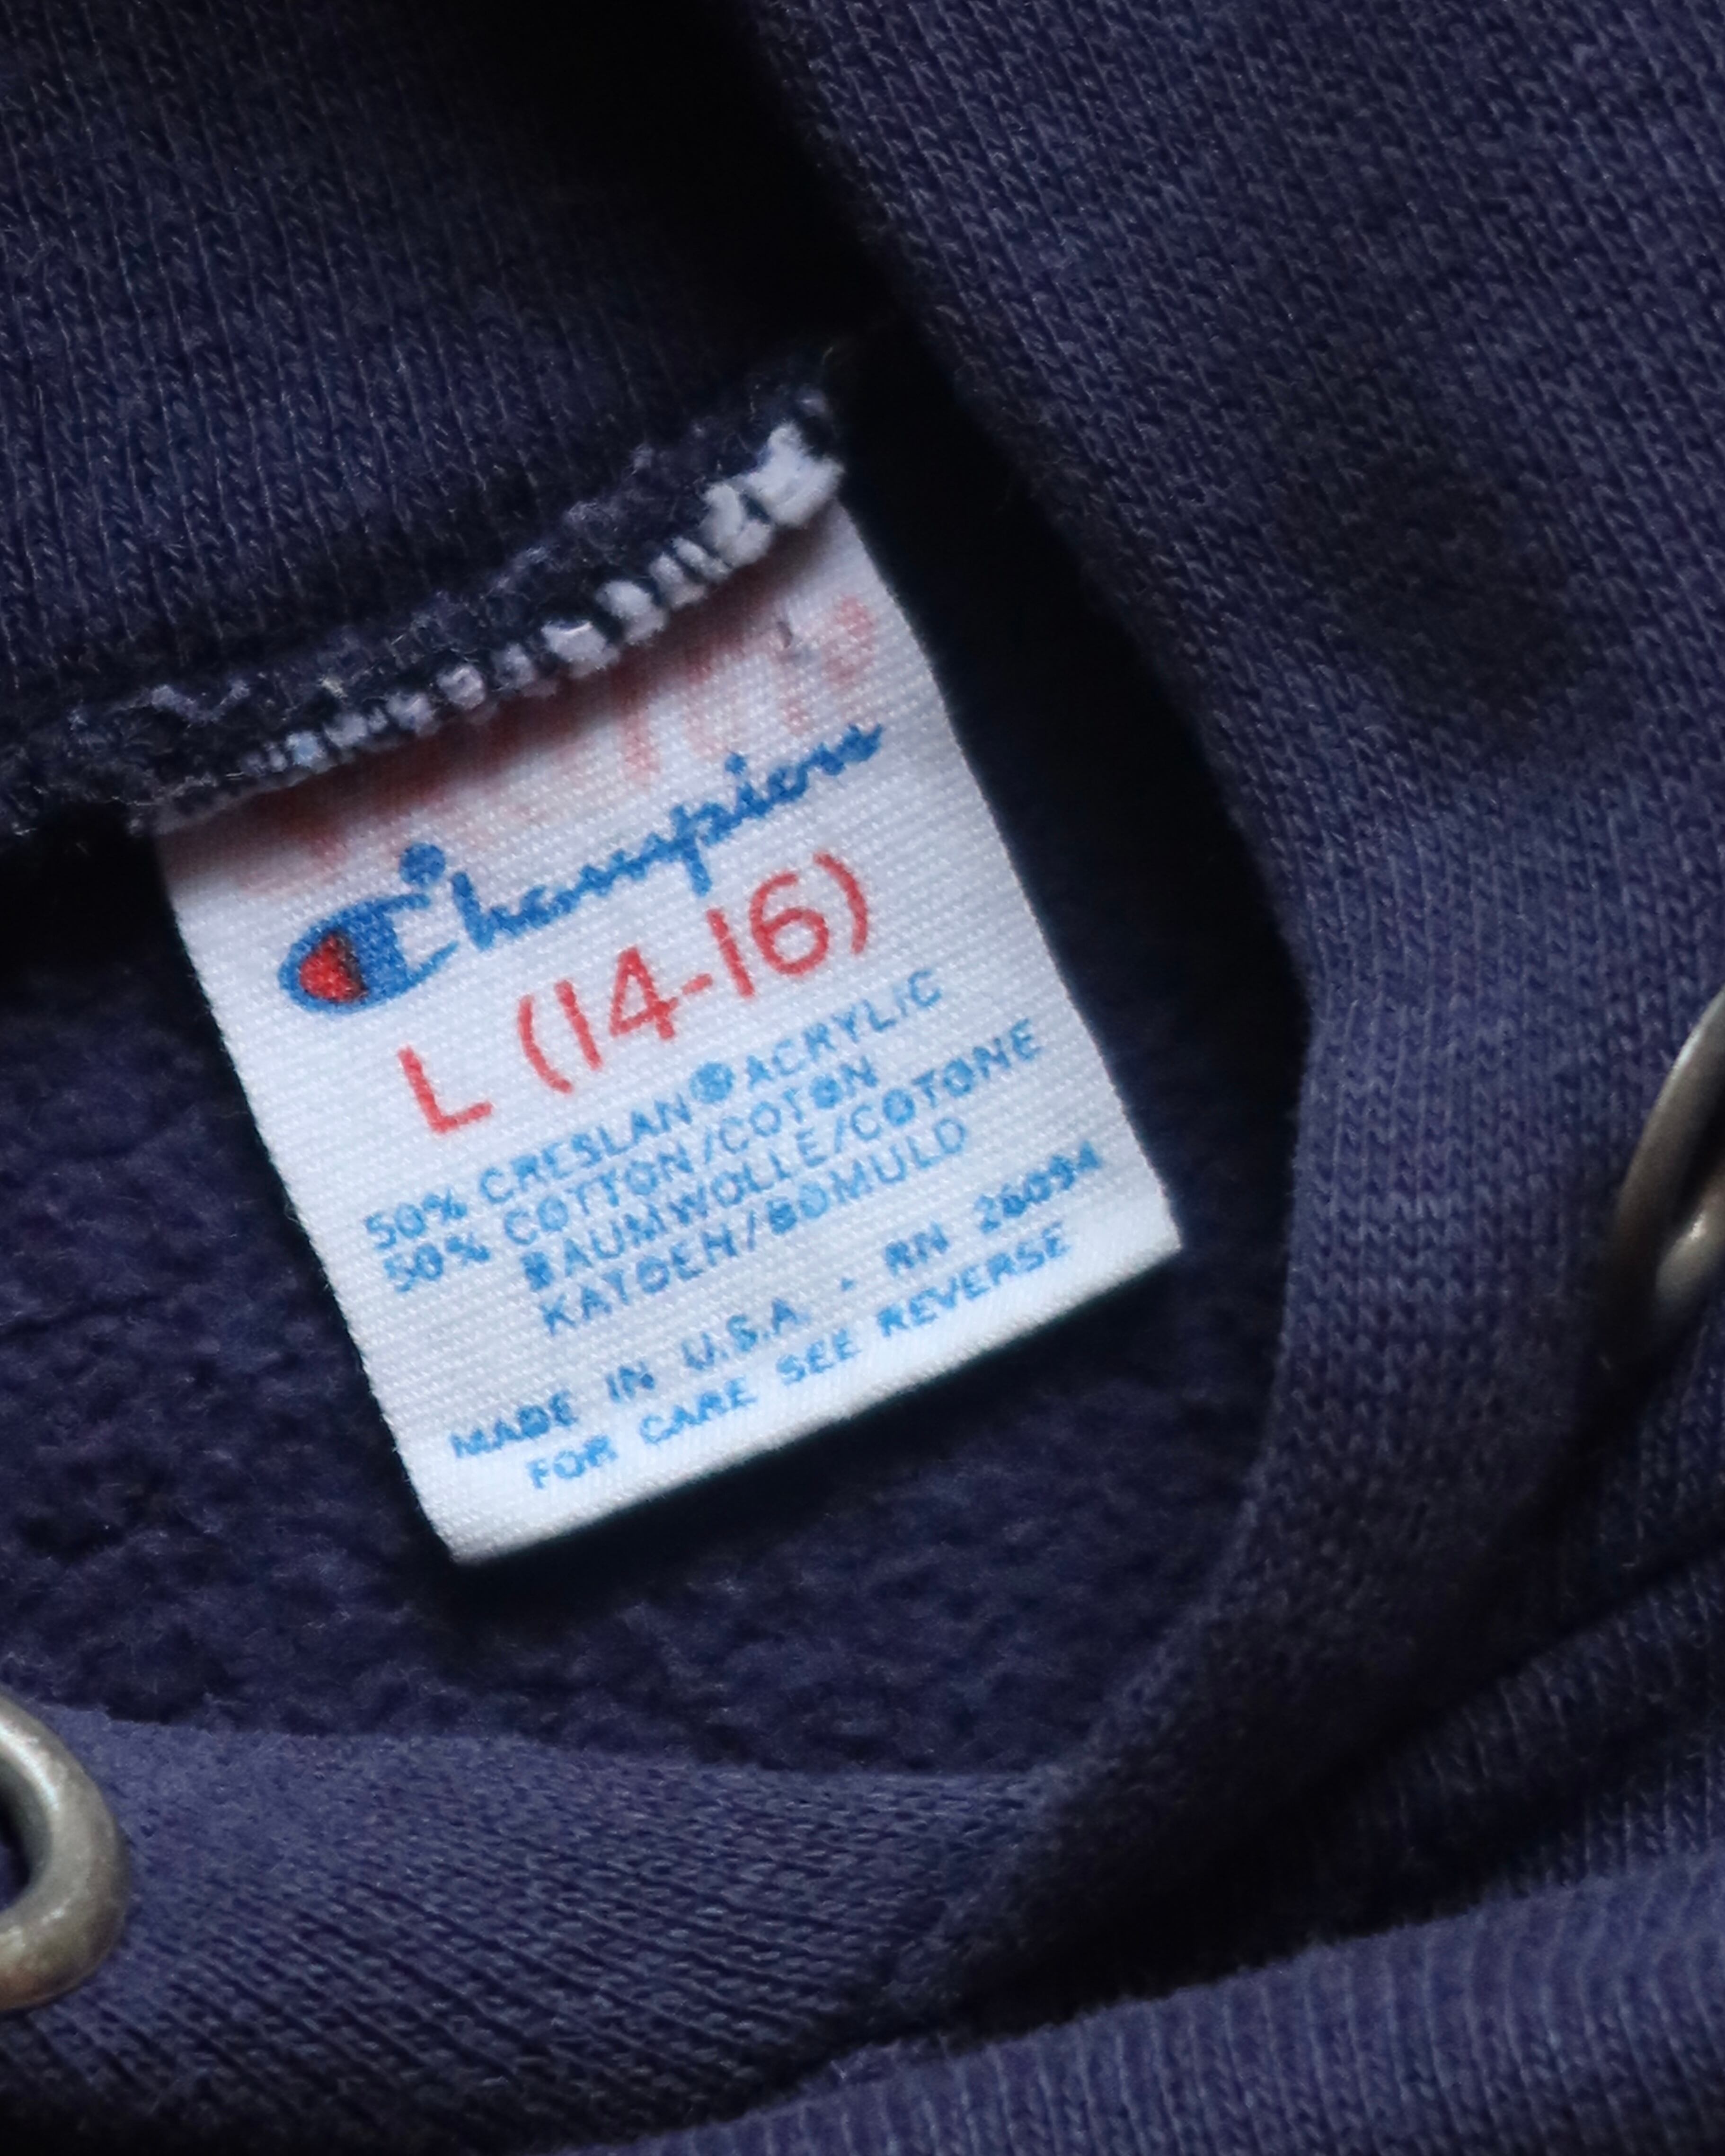 Champion
L (14-16)
50% CRESLAN® ACRYLIC
50% COTTON/COTON
BAUMWOLLE/COTONE
KATOEN/BOMULD
MADE IN U.S.A. - RN 26094
FOR CARE SEE REVERSE